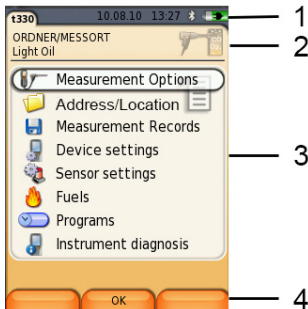 t330 10.08.10 13:27
1
ORDNER/MESSORT
Light Oil
2
Measurement Options
Address/Location
Measurement Records
Device settings
3
Sensor settings
Fuels
Programs
Instrument diagnosis
OK
4